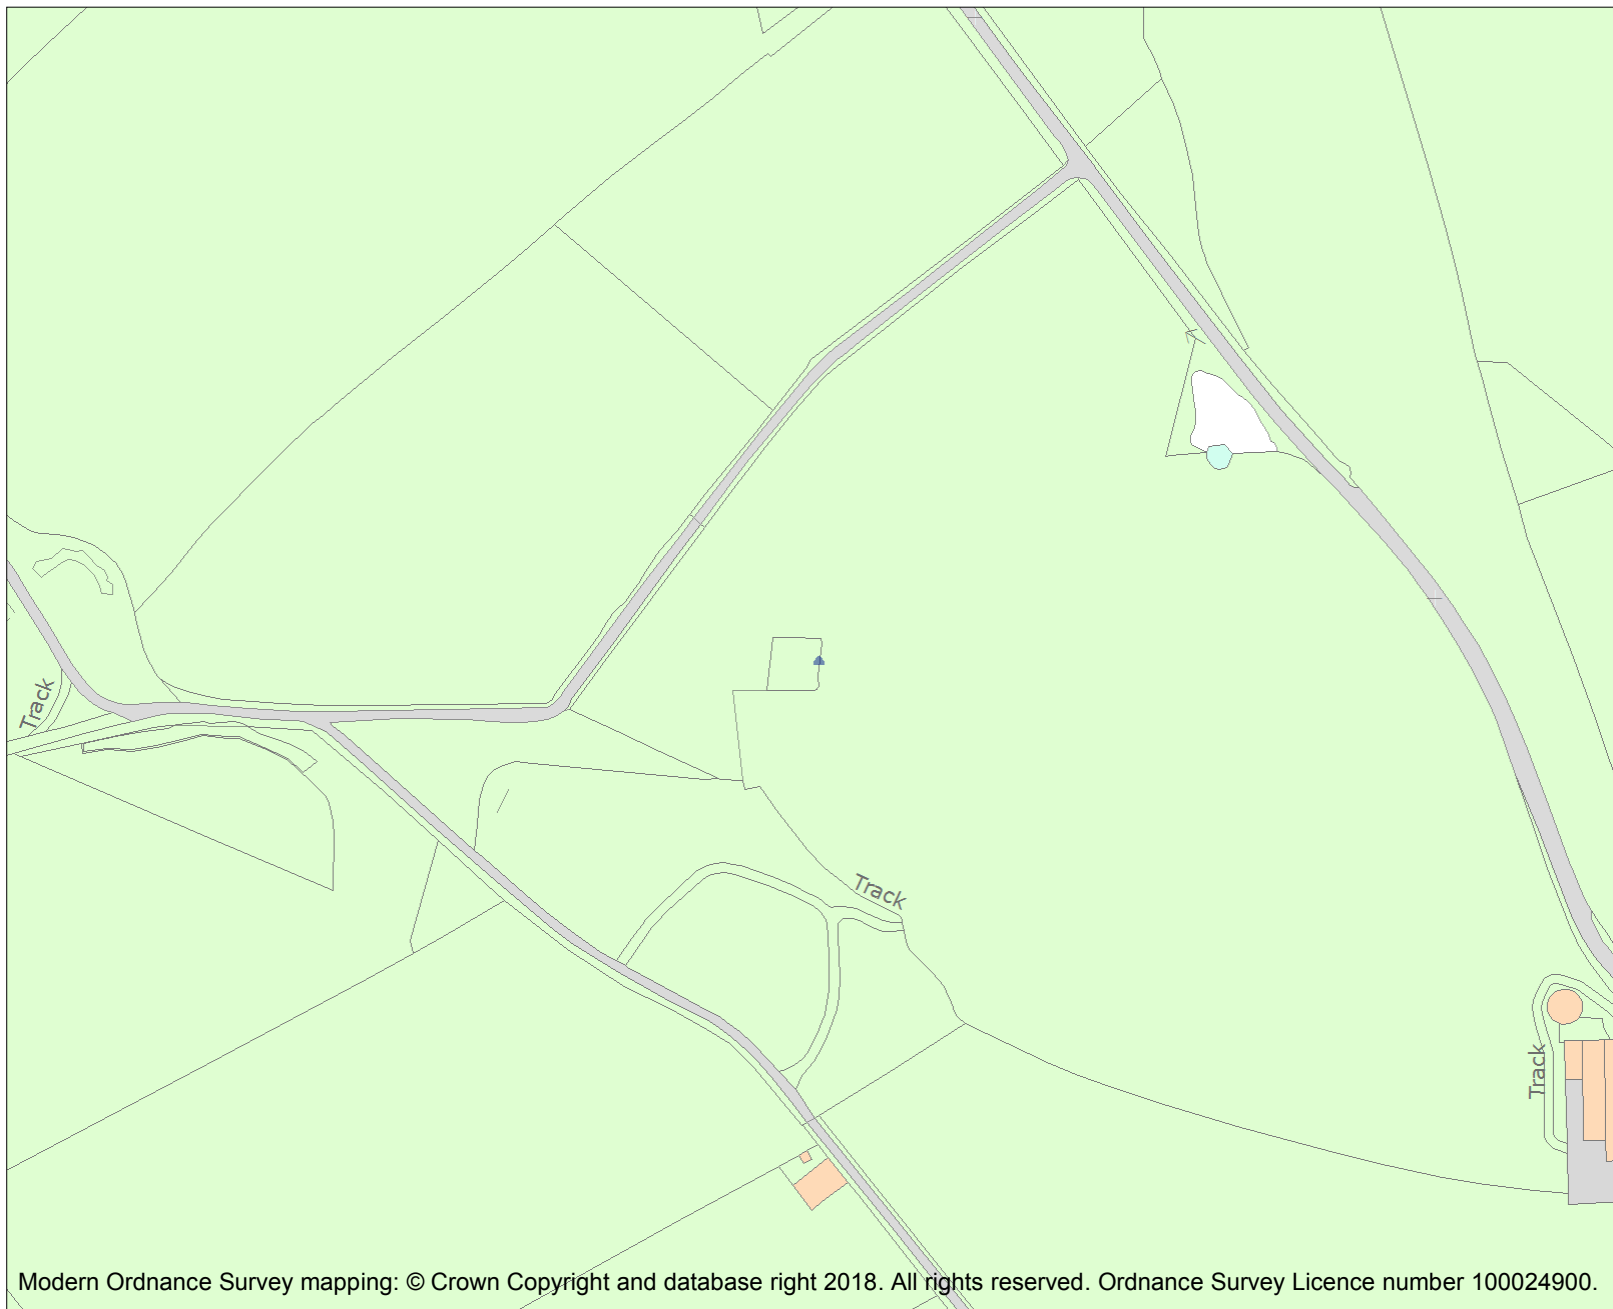 Track
Track
Track
Modern Ordnance Survey mapping: © Crown Copyright and database right 2018. All rights reserved. Ordnance Survey Licence number 100024900.